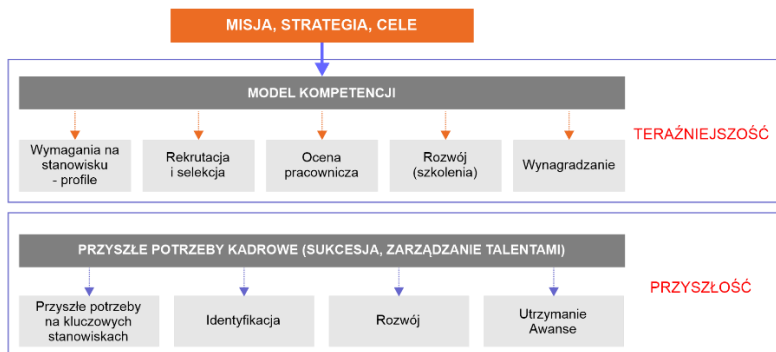 MISJA, STRATEGIA, CELE
MODEL KOMPETENCJI
TERAŹNIEJSZOŚĆ
Wymagania na
stanowisku
- profile
Rekrutacja
i selekcja
Ocena
pracownicza
Rozwój
(szkolenia)
Wynagradzanie
PRZYSZŁE POTRZEBY KADROWE (SUKCESJA, ZARZĄDZANIE TALENTAMI)
PRZYSZŁOŚĆ
Przyszłe potrzeby
na kluczowych
stanowiskach
Identyfikacja
Rozwój
Utrzymanie
Awanse